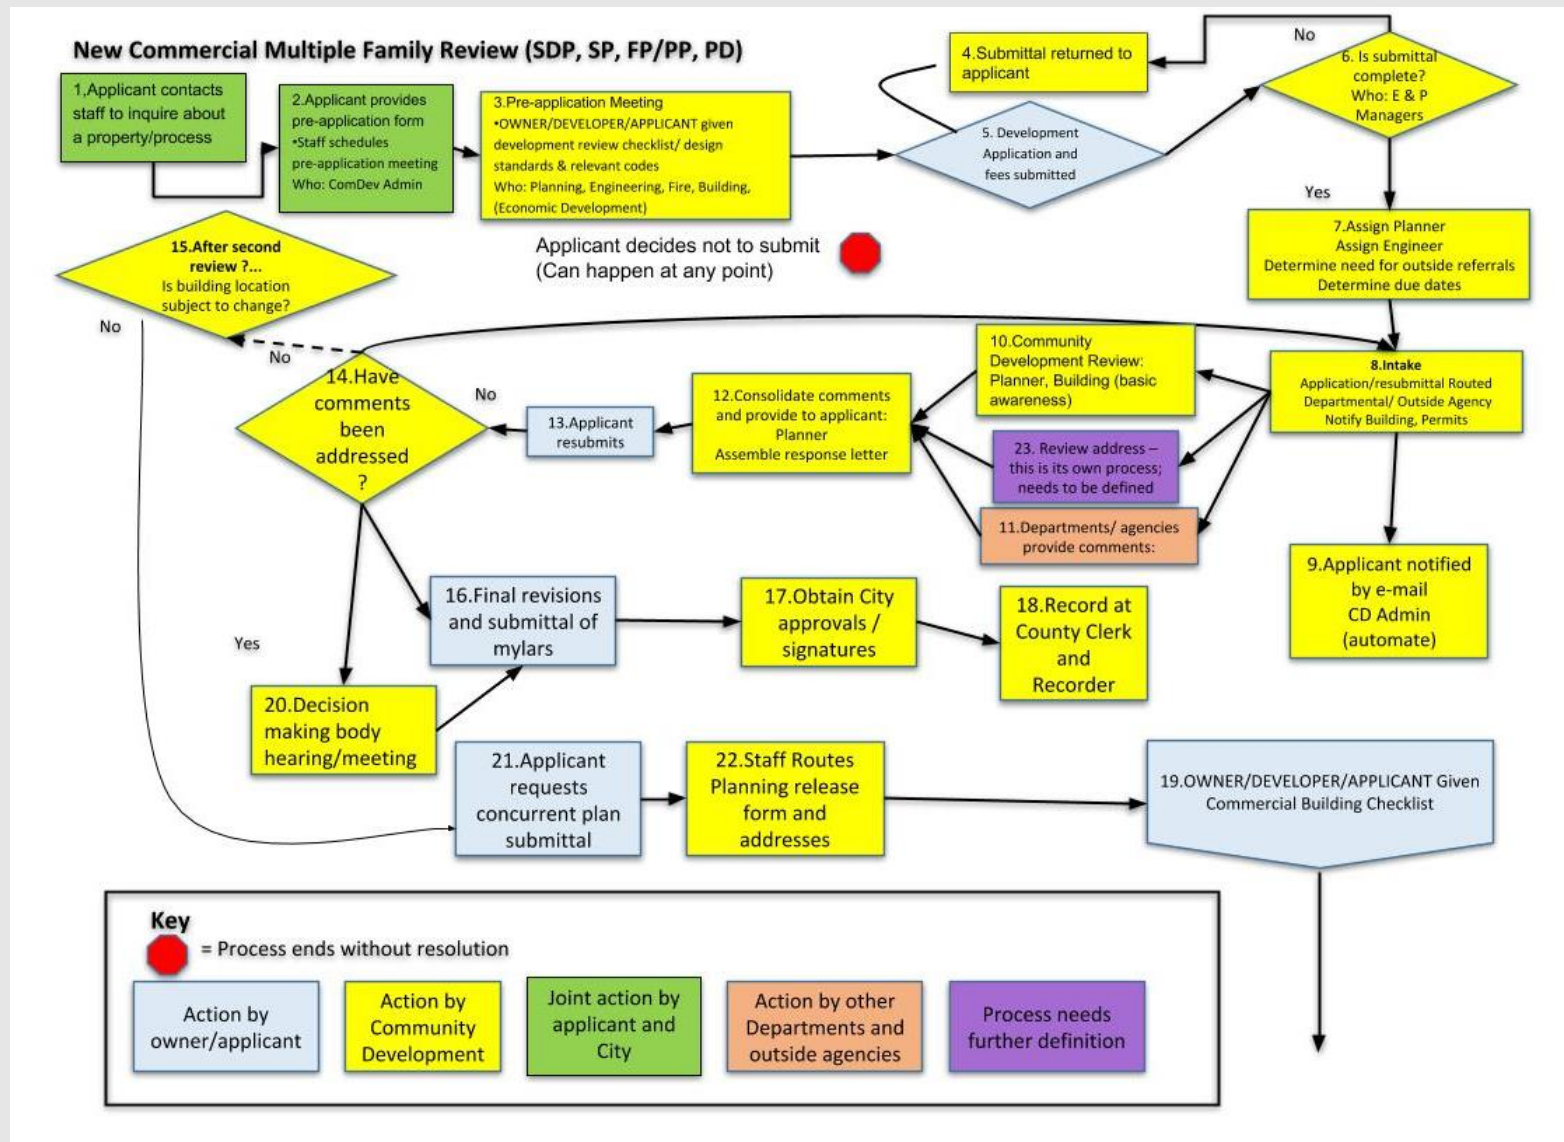 New Commercial Multiple Family Review (SDP, SP, FP/PP, PD)
1,Applicant contacts
staff to inquire about
a property/process
2.Applicant provides
pre-application form
•Staff schedules
pre-application meeting
Who: ComDev Admin
3.Pre-application Meeting
•OWNER/DEVELOPER/APPLICANT given
development review checklist/ design
standards & relevant codes
Who: Planning, Engineering, Fire, Building,
(Economic Development)
4.Submittal returned to
applicant
5. Development
Application and
fees submitted
No
6. Is submittal
complete?
Who: E & P
Managers
Yes
7.Assign Planner
Assign Engineer
Determine need for outside referrals
Determine due dates
Applicant decides not to submit
(Can happen at any point)
15.After second
review ?...
Is building location
subject to change?
No
No
14.Have
comments
been
addressed
?
No
13.Applicant
resubmits
12.Consolidate comments
and provide to applicant:
Planner
Assemble response letter
10.Community
Development Review:
Planner, Building (basic
awareness)
23. Review address –
this is its own process;
needs to be defined
11.Departments/ agencies
provide comments:
8.Intake
Application/resubmittal Routed
Departmental/ Outside Agency
Notify Building, Permits
9.Applicant notified
by e-mail
CD Admin
(automate)
16.Final revisions
and submittal of
mylars
17.Obtain City
approvals /
signatures
18.Record at
County Clerk
and
Recorder
Yes
20.Decision
making body
hearing/meeting
21.Applicant
requests
concurrent plan
submittal
22.Staff Routes
Planning release
form and
addresses
19.OWNER/DEVELOPER/APPLICANT Given
Commercial Building Checklist
Key
= Process ends without resolution
Action by
owner/applicant
Action by
Community
Development
Joint action by
applicant and
City
Action by other
Departments and
outside agencies
Process needs
further definition